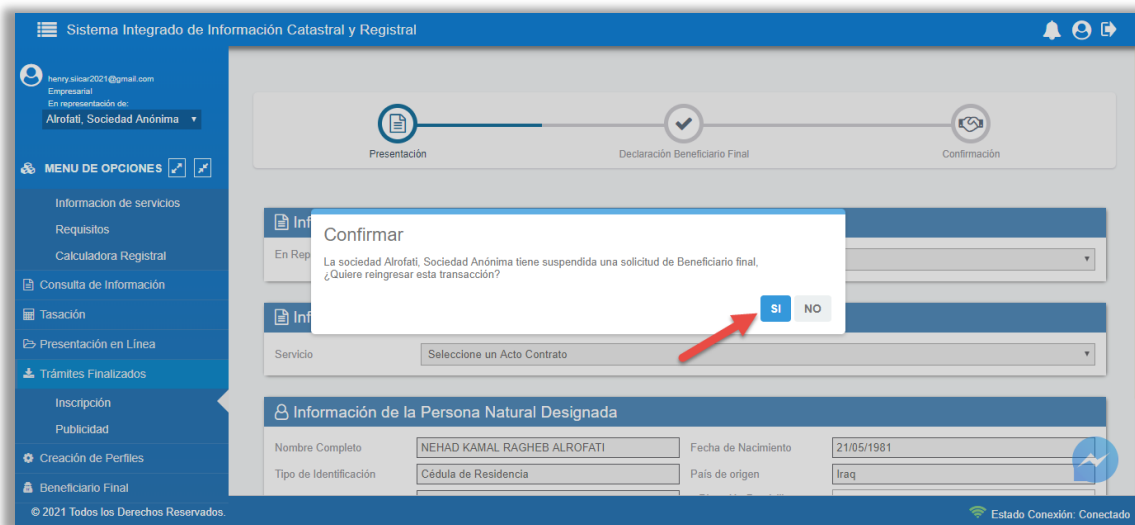 Sistema Integrado de Información Catastral y Registral
henry.siicar2021@gmail.com
Empresarial
En representación de:
Alrofati, Sociedad Anónima
MENU DE OPCIONES
Informacion de servicios
Requisitos
Calculadora Registral
Consulta de Información
Tasación
Presentación en Línea
Trámites Finalizados
Inscripción
Publicidad
Creación de Perfiles
Beneficiario Final
Presentación
Declaración Beneficiario Final
Confirmación
Inf
En Rep
Confirmar
La sociedad Alrofati, Sociedad Anónima tiene suspendida una solicitud de Beneficiario final,
¿Quiere reingresar esta transacción?
SI NO
Inf
Servicio Seleccione un Acto Contrato
Información de la Persona Natural Designada
Nombre Completo NEHAD KAMAL RAGHEB ALROFATI Fecha de Nacimiento 21/05/1981
Tipo de Identificación Cédula de Residencia País de origen Iraq
© 2021 Todos los Derechos Reservados. Estado Conexión: Conectado